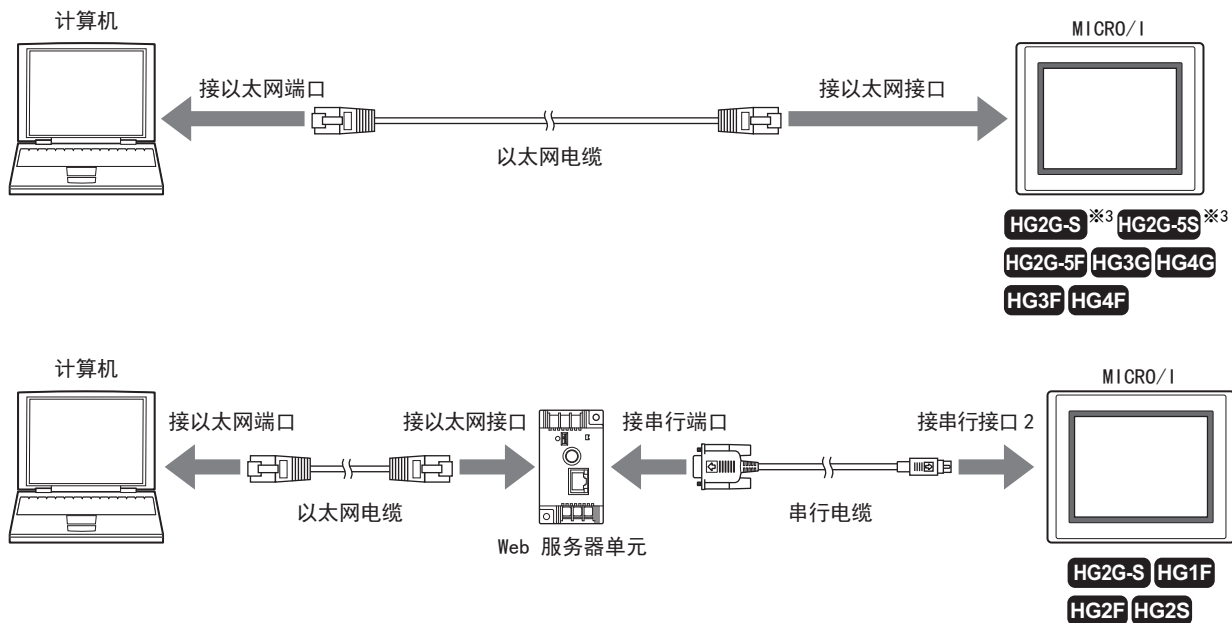 计算机
MICRO/I
接以太网端口
接以太网接口
以太网电缆
HG2G-S ※3 HG2G-5S ※3
HG2G-5F HG3G HG4G
HG3F HG4F
计算机
MICRO/I
接以太网端口
接以太网接口
接串行端口
接串行接口 2
以太网电缆
串行电缆
Web 服务器单元
HG2G-S HG1F
HG2F HG2S